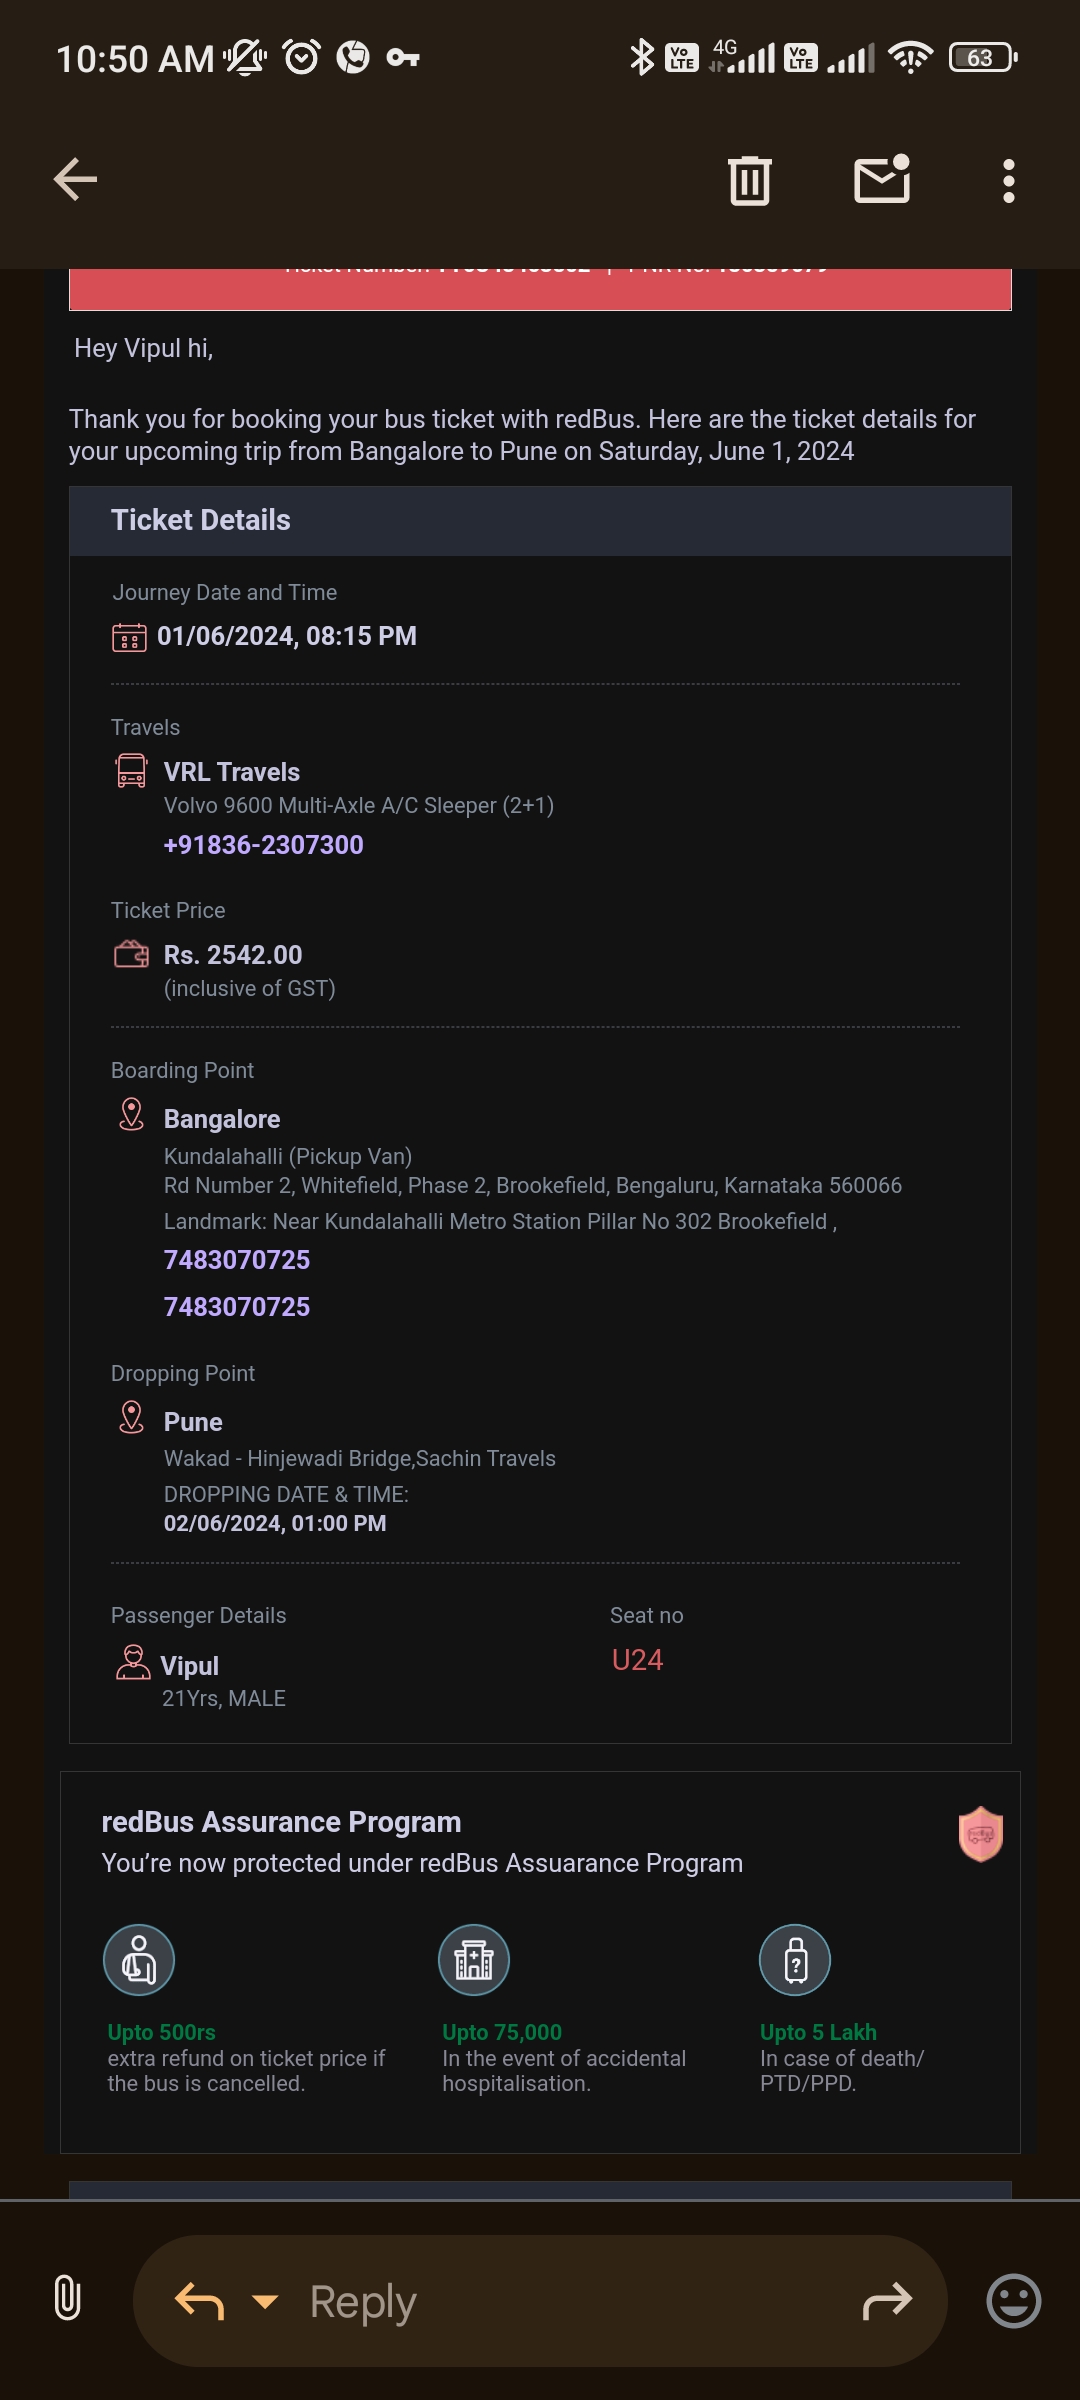 10:50 AM
4G
Vo LTE
Vo LTE
63
Hey Vipul hi,
Thank you for booking your bus ticket with redBus. Here are the ticket details for
your upcoming trip from Bangalore to Pune on Saturday, June 1, 2024
Ticket Details
Journey Date and Time
01/06/2024, 08:15 PM
Travels
VRL Travels
Volvo 9600 Multi-Axle A/C Sleeper (2+1)
+91836-2307300
Ticket Price
Rs. 2542.00
(inclusive of GST)
Boarding Point
Bangalore
Kundalahalli (Pickup Van)
Rd Number 2, Whitefield, Phase 2, Brookefield, Bengaluru, Karnataka 560066
Landmark: Near Kundalahalli Metro Station Pillar No 302 Brookefield ,
7483070725
7483070725
Dropping Point
Pune
Wakad - Hinjewadi Bridge,Sachin Travels
DROPPING DATE & TIME:
02/06/2024, 01:00 PM
Passenger Details
Seat no
Vipul
U24
21Yrs, MALE
redBus Assurance Program
You’re now protected under redBus Assuarance Program
Upto 500rs
extra refund on ticket price if
the bus is cancelled.
Upto 75,000
In the event of accidental
hospitalisation.
Upto 5 Lakh
In case of death/
PTD/PPD.
Reply